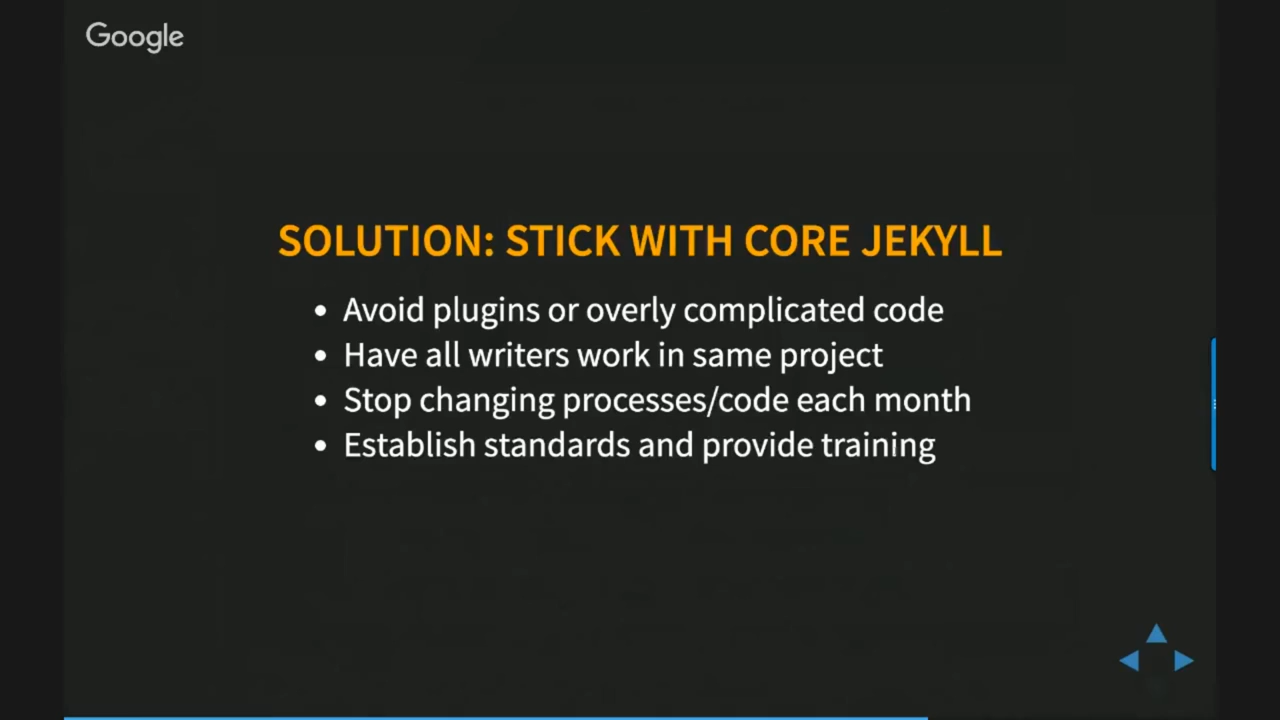 Google
SOLUTION: STICK WITH CORE JEKYLL
• Avoid plugins or overly complicated code
• Have all writers work in same project
• Stop changing processes/code each month
• Establish standards and provide training